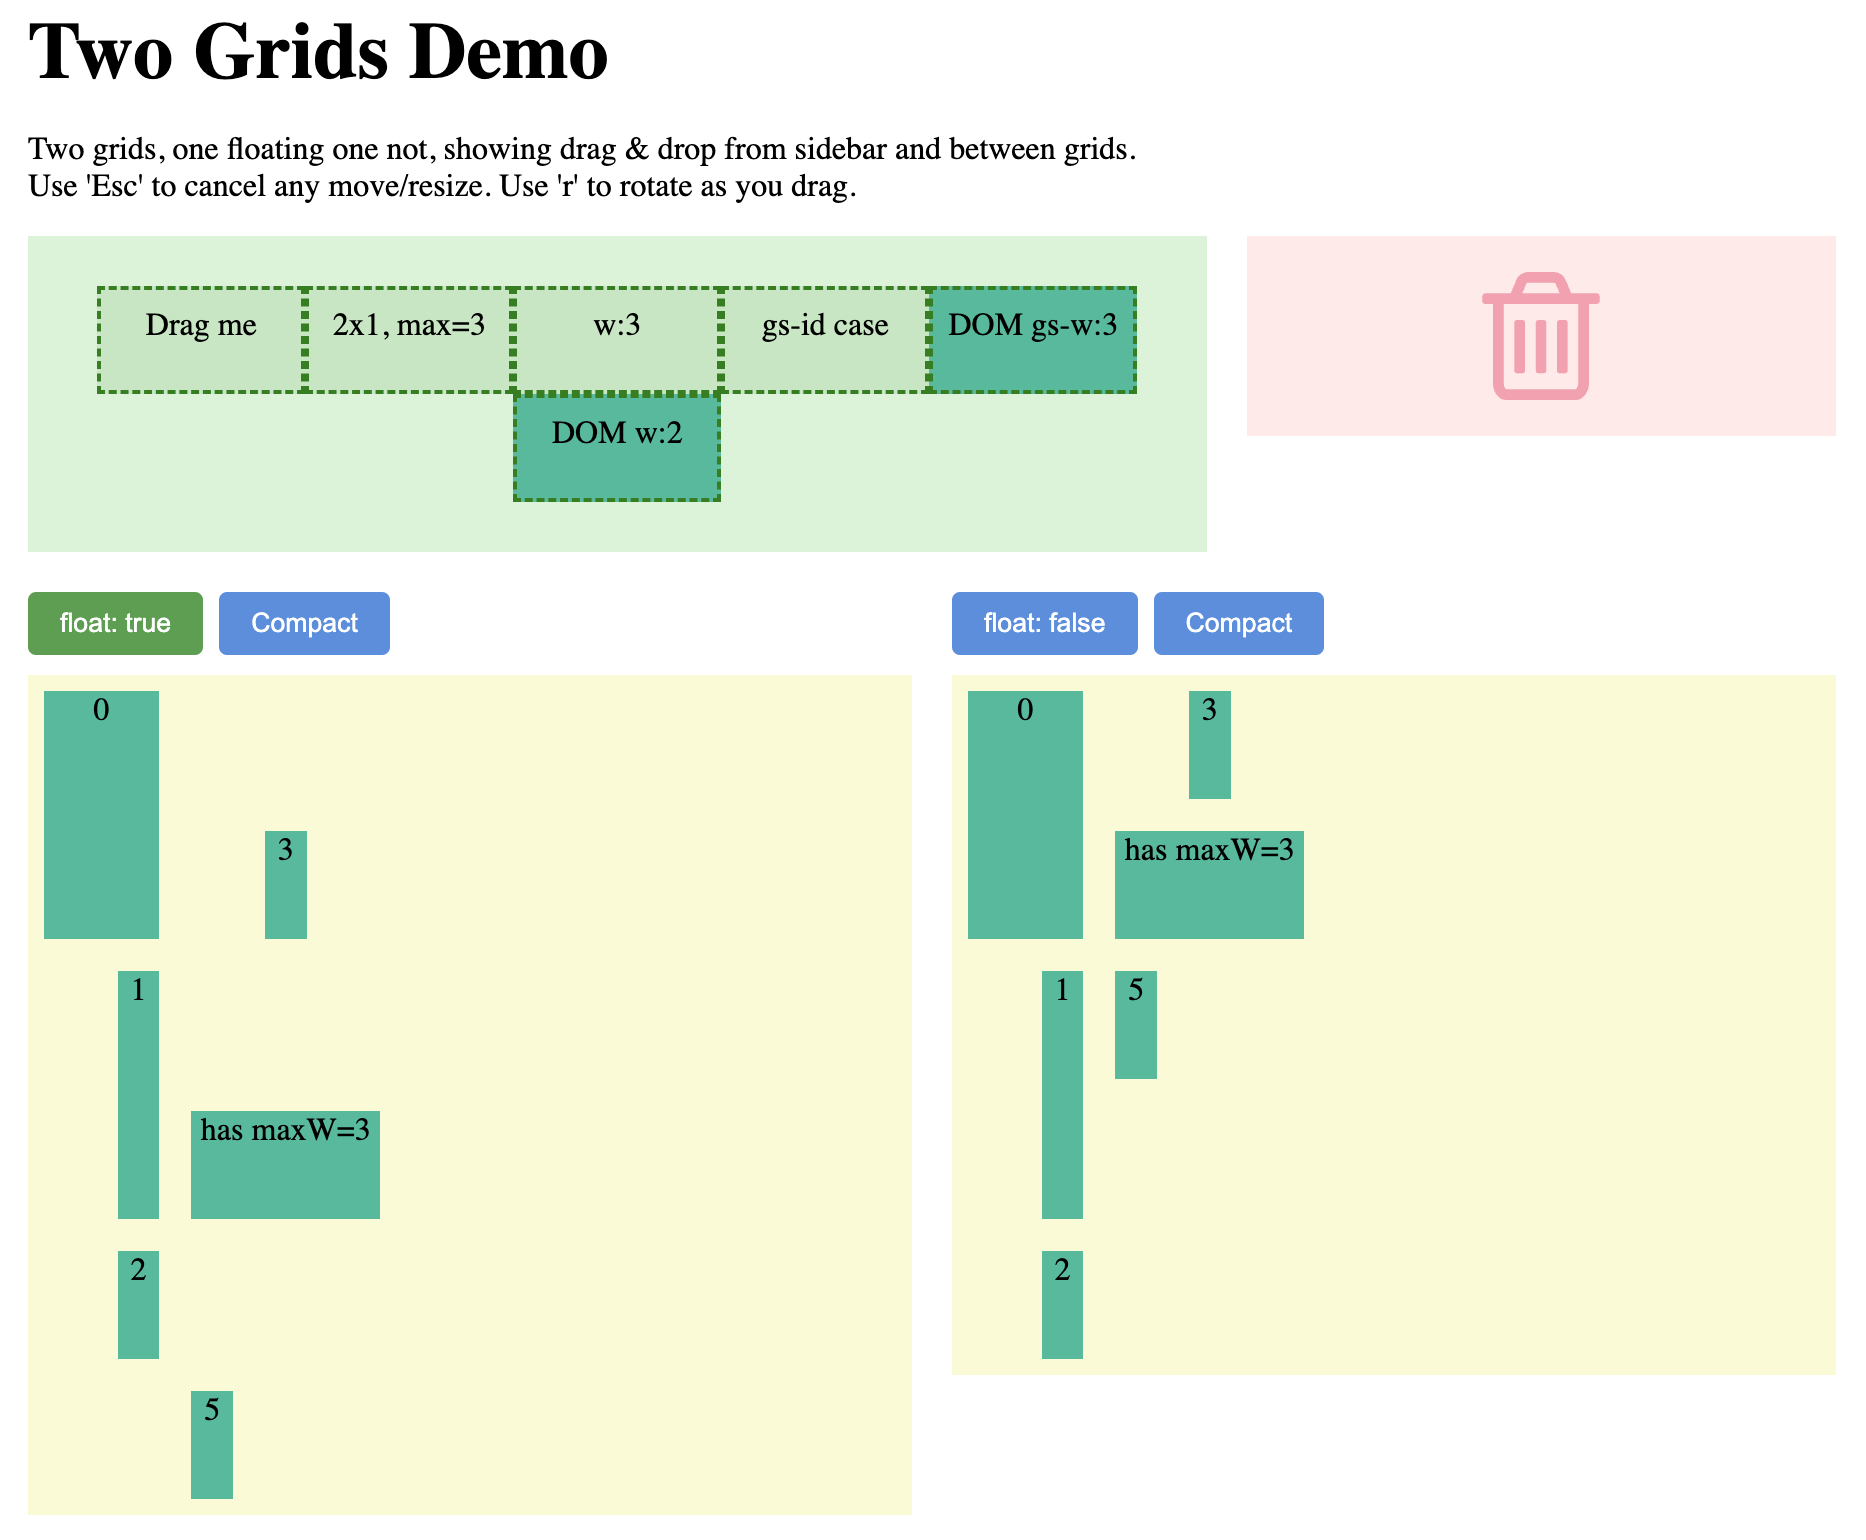 Two Grids Demo
Two grids, one floating one not, showing drag & drop from sidebar and between grids.
Use 'Esc' to cancel any move/resize. Use 'r' to rotate as you drag.
Drag me
2x1, max=3
w:3
gs-id case
DOM gs-w:3
DOM w:2
float: true
Compact
float: false
Compact
0
3
1
has maxW=3
2
5
0
3
has maxW=3
1
5
2